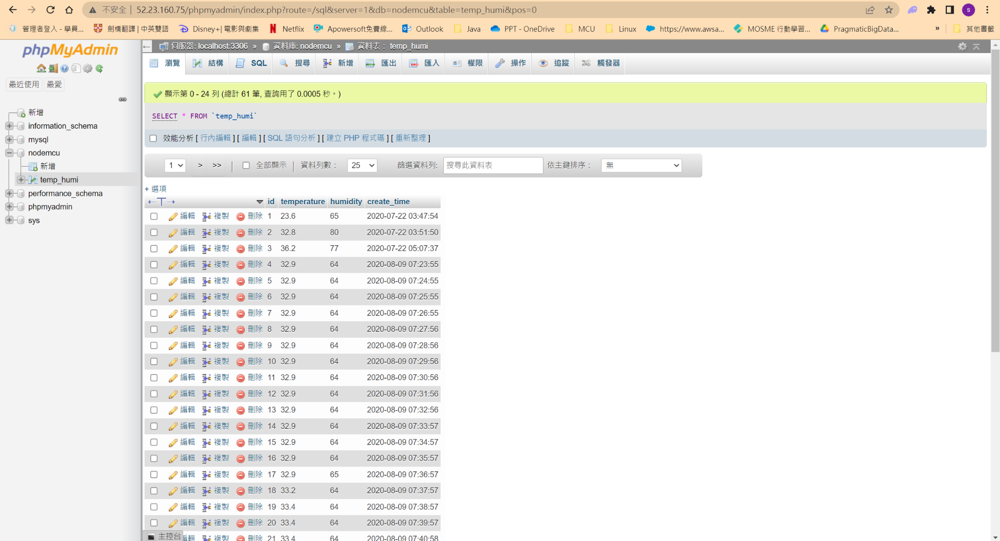 不安全 52.23.160.75/phpmyadmin/index.php?route=/sql&server=1&db=nodemcu&table=temp_humi&pos=0 S
管理者登入 - 學員... 劍橋翻譯 | 中英雙語 Disney+| 電影與劇集 Netflix Apowersoft免費線... Outlook Java PPT - OneDrive MCU Linux https://www.awsa... MOSME 行動學習... PragmaticBigData... » 其他書籤
phpMyAdmin
最近使用 最愛
新增
information_schema
mysql
nodemcu
新增
temp_humi
performance_schema
phpmyadmin
sys
伺服器: localhost:3306 » 資料庫: nodemcu » 資料表： temp_humi
瀏覽 結構 SQL 搜尋 新增 匯出 匯入 權限 操作 追蹤 觸發器
顯示第 0 - 24 列 (總計 61 筆, 查詢用了 0.0005 秒。)
SELECT * FROM `temp_humi`
效能分析 [ 行內編輯 ] [ 編輯 ] [ SQL 語句分析 ] [ 建立 PHP 程式碼 ] [ 重新整理 ]
1 > >> | 全部顯示 | 資料列數： 25 篩選資料列: 搜尋此資料表 依主鍵排序： 無
+ 選項
←T→ id temperature humidity create_time
編輯 複製 刪除 1 23.6 65 2020-07-22 03:47:54
編輯 複製 刪除 2 32.8 80 2020-07-22 03:51:50
編輯 複製 刪除 3 36.2 77 2020-07-22 05:07:37
編輯 複製 刪除 4 32.9 64 2020-08-09 07:23:55
編輯 複製 刪除 5 32.9 64 2020-08-09 07:24:55
編輯 複製 刪除 6 32.9 64 2020-08-09 07:25:55
編輯 複製 刪除 7 32.9 64 2020-08-09 07:26:55
編輯 複製 刪除 8 32.9 64 2020-08-09 07:27:56
編輯 複製 刪除 9 32.9 64 2020-08-09 07:28:56
編輯 複製 刪除 10 32.9 64 2020-08-09 07:29:56
編輯 複製 刪除 11 32.9 64 2020-08-09 07:30:56
編輯 複製 刪除 12 32.9 64 2020-08-09 07:31:56
編輯 複製 刪除 13 32.9 64 2020-08-09 07:32:56
編輯 複製 刪除 14 32.9 64 2020-08-09 07:33:57
編輯 複製 刪除 15 32.9 64 2020-08-09 07:34:57
編輯 複製 刪除 16 32.9 64 2020-08-09 07:35:57
編輯 複製 刪除 17 32.9 65 2020-08-09 07:36:57
編輯 複製 刪除 18 33.2 64 2020-08-09 07:37:57
編輯 複製 刪除 19 33.4 64 2020-08-09 07:38:57
編輯 複製 刪除 20 33.4 64 2020-08-09 07:39:57
編輯 複製 刪除 21 33.4 64 2020-08-09 07:40:58
主控台